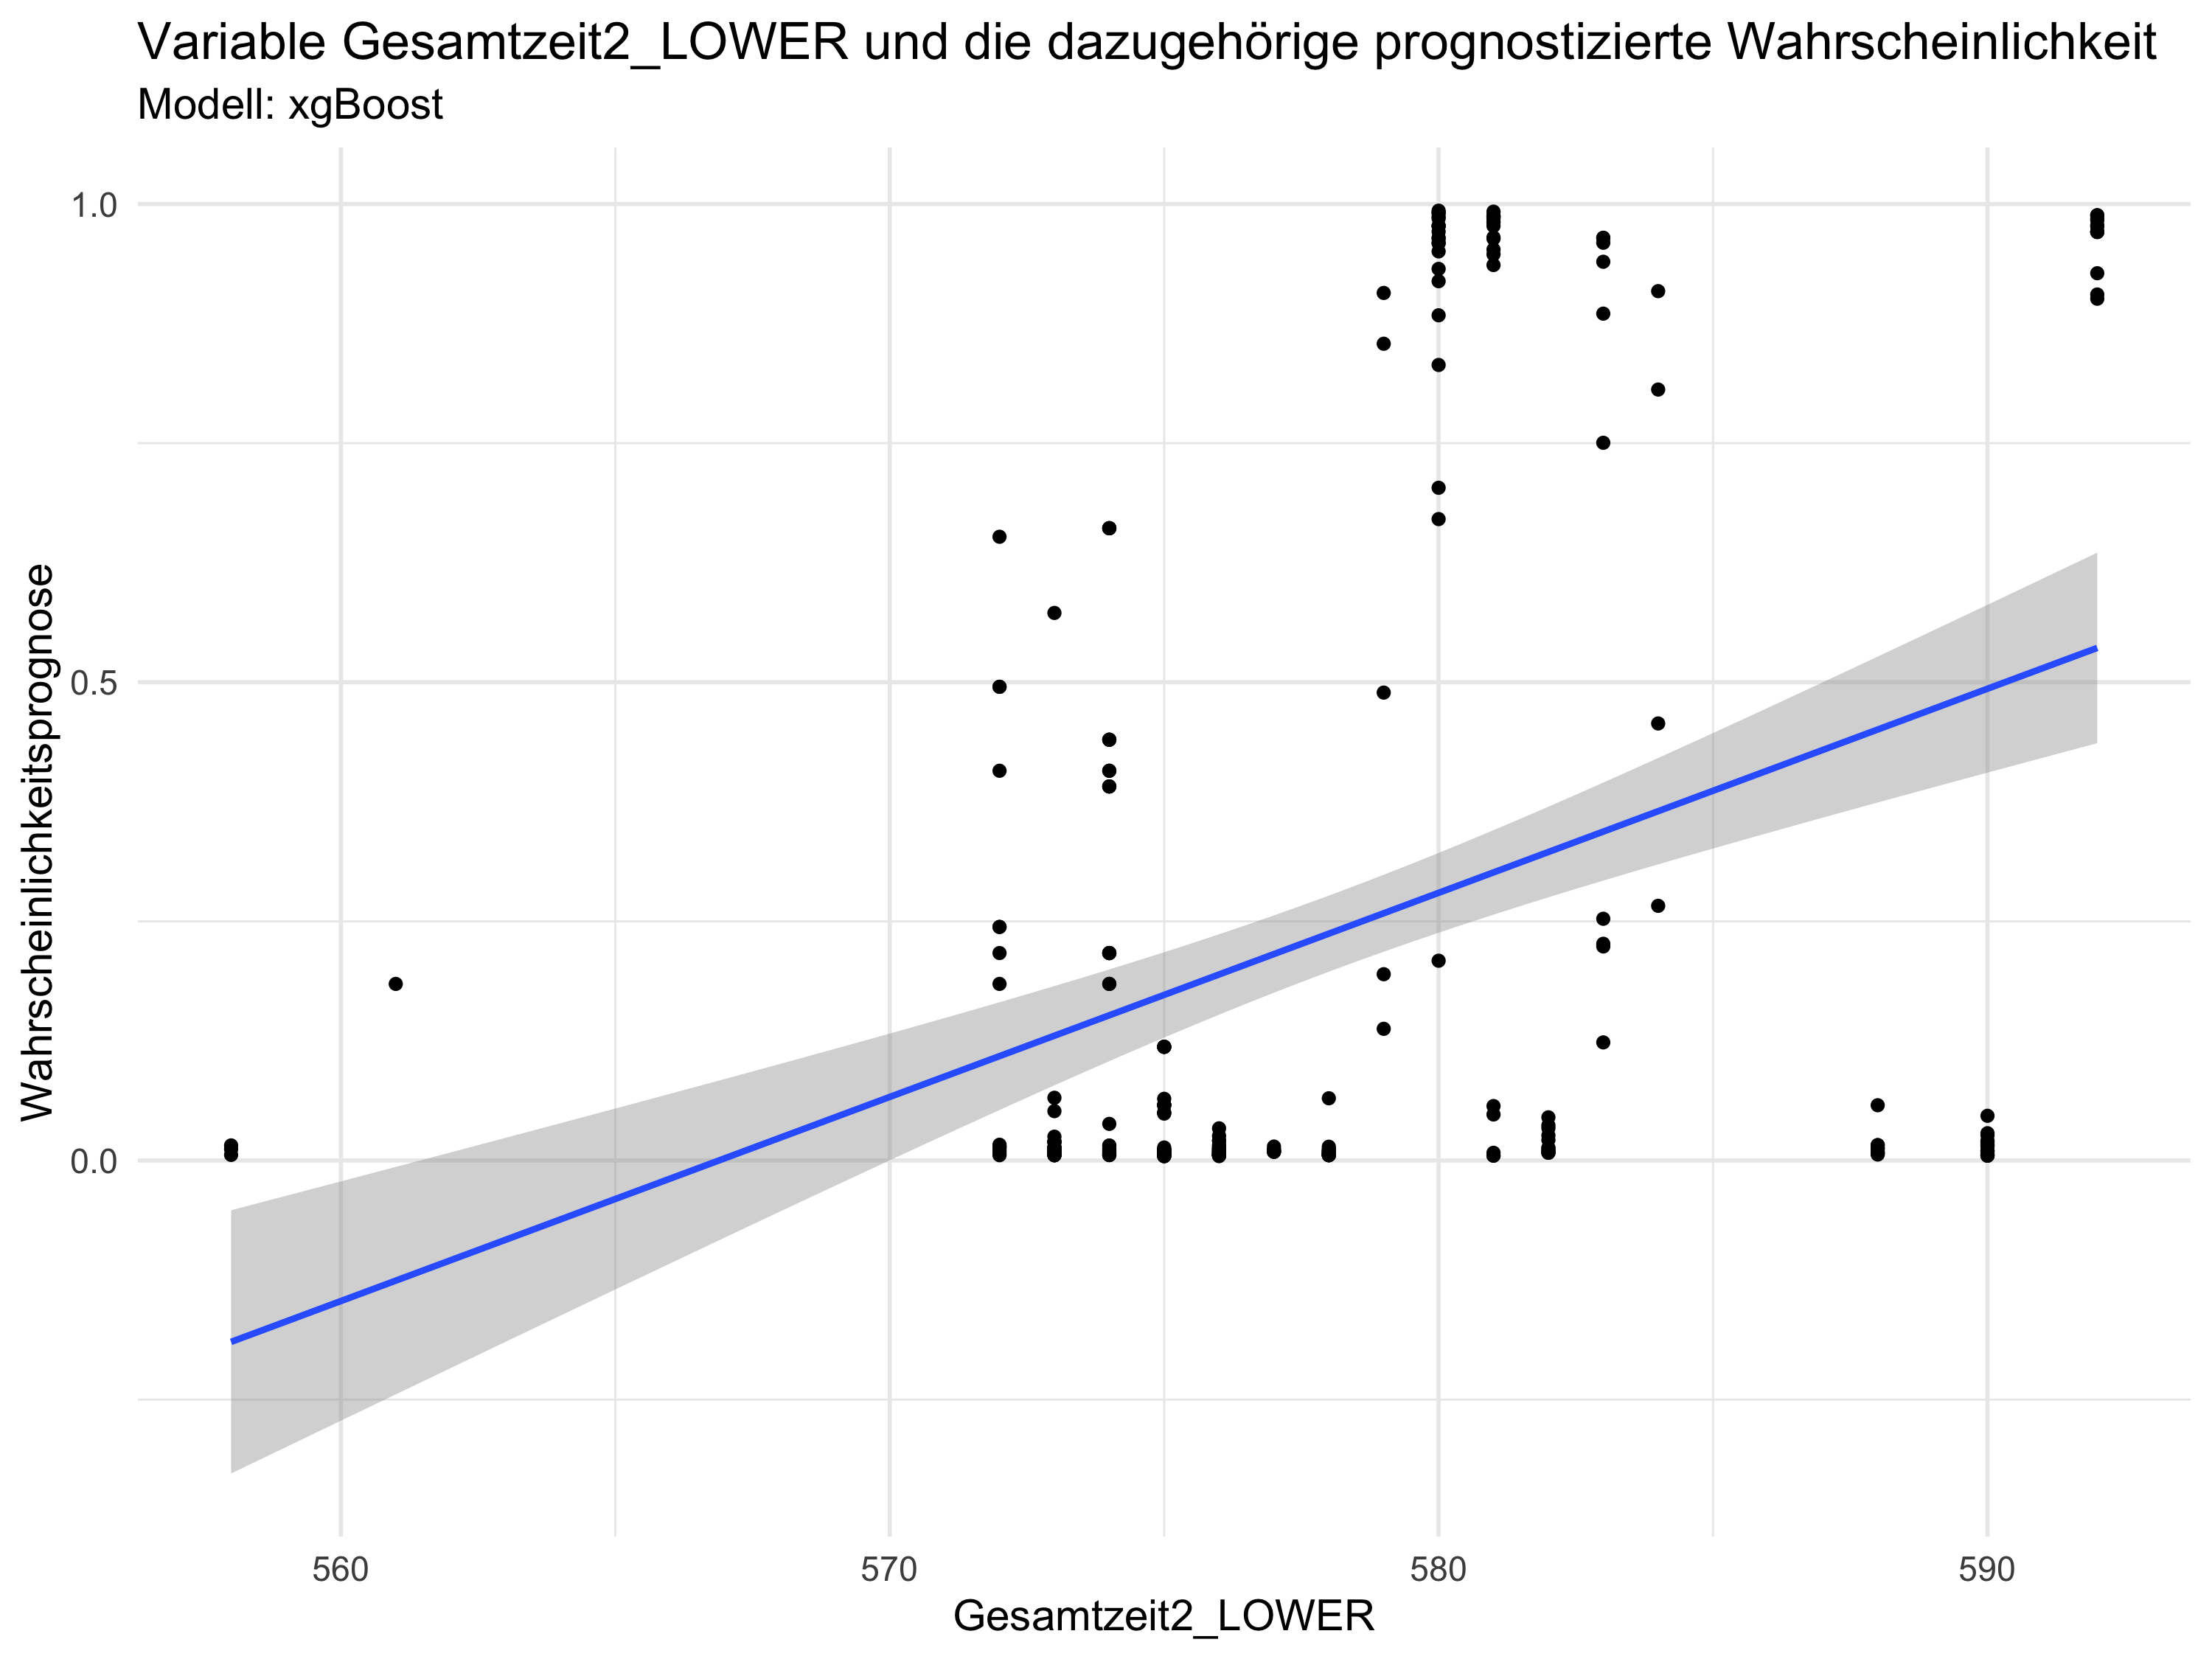 Variable Gesamtzeit2_LOWER und die dazugehörige prognostizierte Wahrscheinlichkeit
Modell: xgBoost
Wahrscheinlichkeitsprognose
1.0
0.5
0.0
560
570
580
590
Gesamtzeit2_LOWER